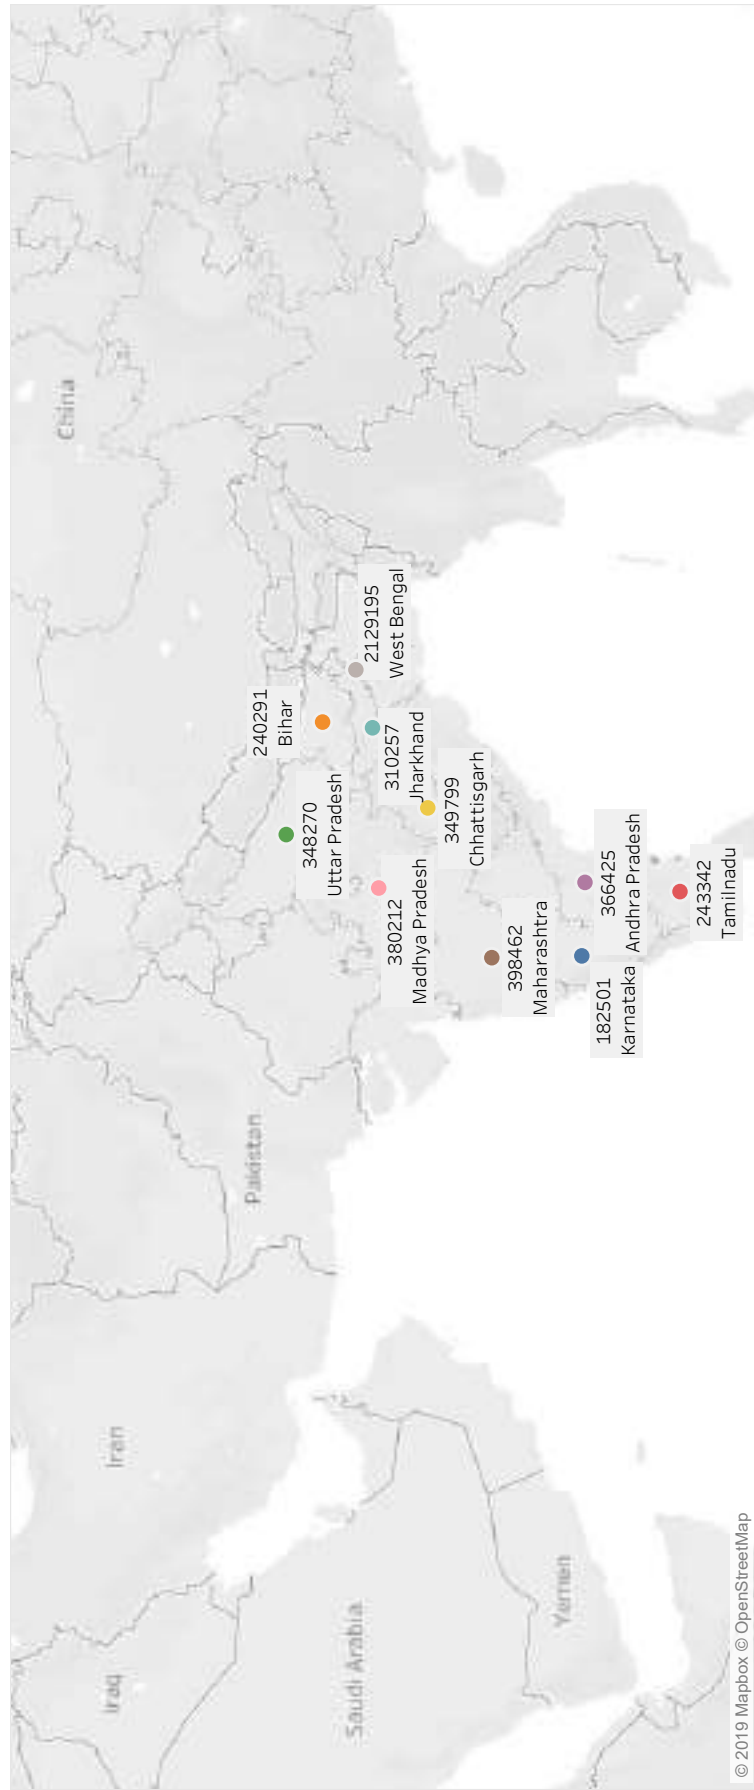 China
240291
Bihar
2129195
West Bengal
348270
Uttar Pradesh
310257
Jharkhand
349799
Chhattisgarh
380212
Madhya Pradesh
398462
Maharashtra
366425
Andhra Pradesh
182501
Karnataka
243342
Tamilnadu
Pakistan
Iran
Iraq
Saudi Arabia
Yemen
© 2019 Mapbox © OpenStreetMap